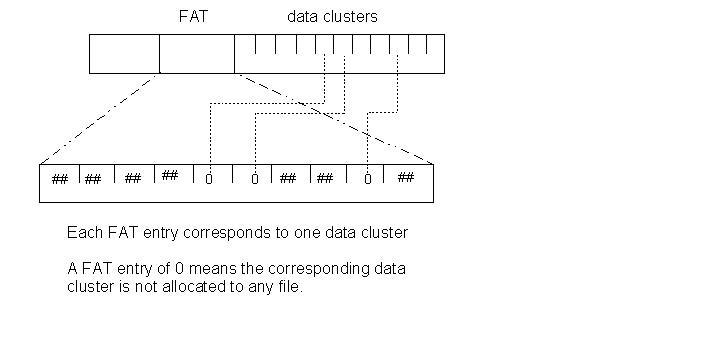 FAT data clusters
## ## ## ## 0 0 ## ## 0 ##
Each FAT entry corresponds to one data cluster
A FAT entry of 0 means the corresponding data
cluster is not allocated to any file.